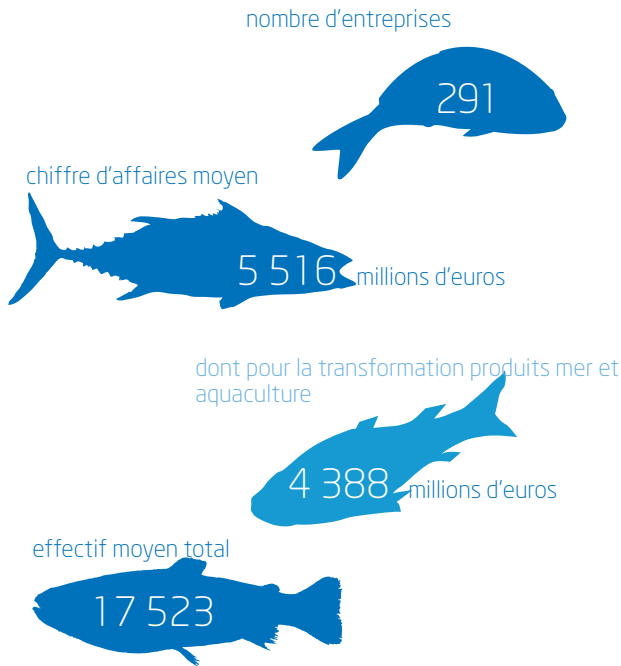 nombre d'entreprises
291
chiffre d'affaires moyen
5 516 millions d'euros
dont pour la transformation produits mer et
aquaculture
4 388 millions d'euros
effectif moyen total
17 523